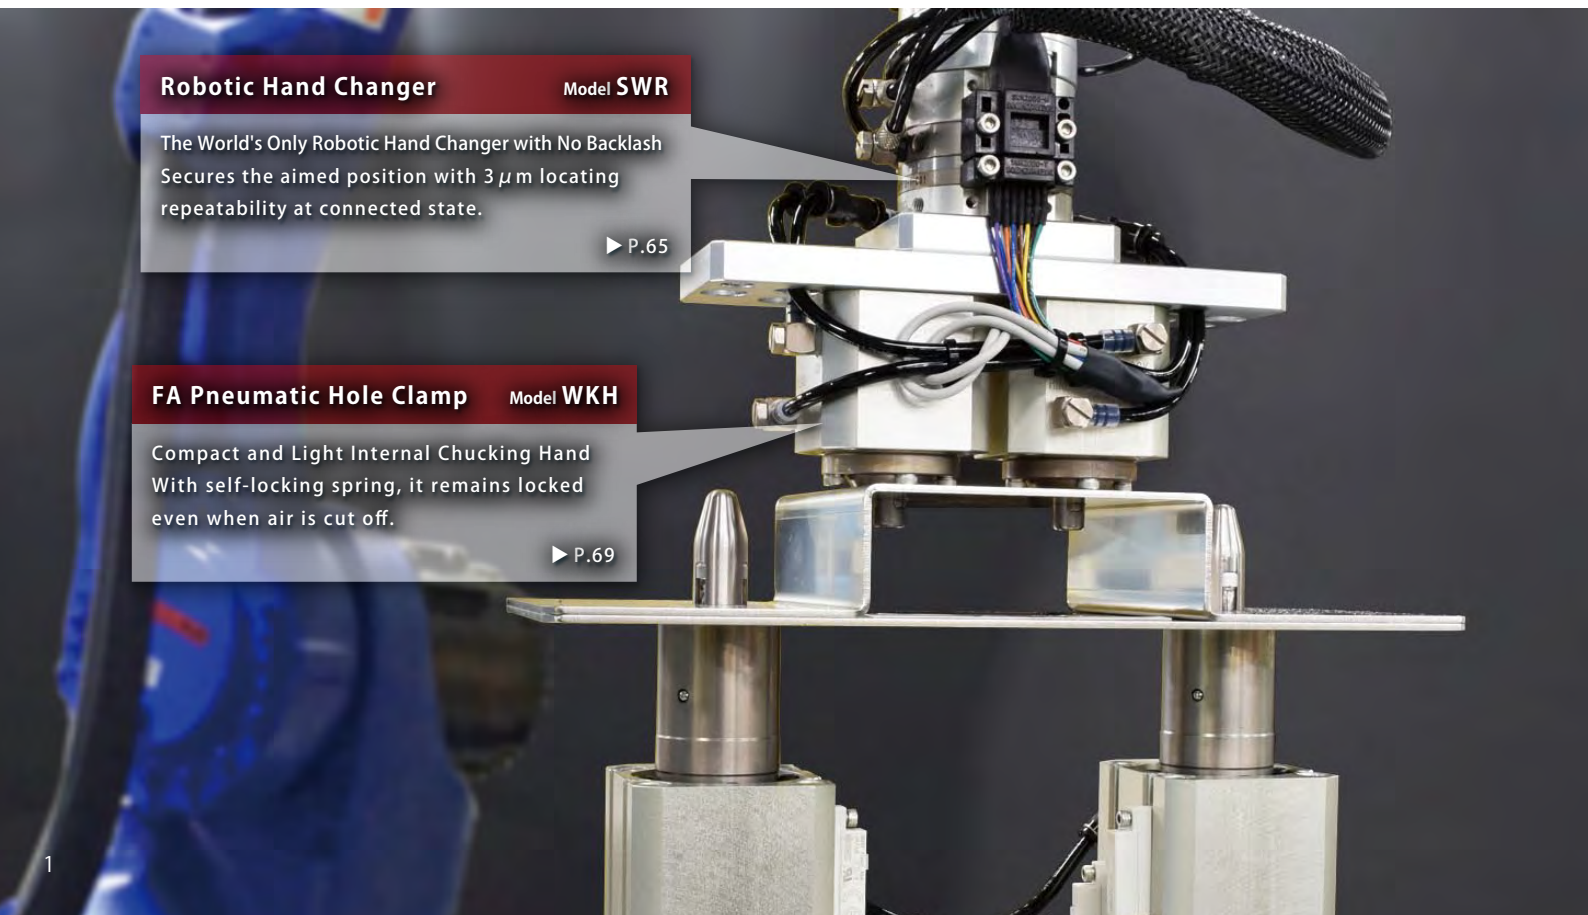 Robotic Hand Changer Model SWR
The World's Only Robotic Hand Changer with No Backlash
Secures the aimed position with 3 μm locating
repeatability at connected state.
▶ P.65
FA Pneumatic Hole Clamp Model WKH
Compact and Light Internal Chucking Hand
With self-locking spring, it remains locked
even when air is cut off.
▶ P.69
1